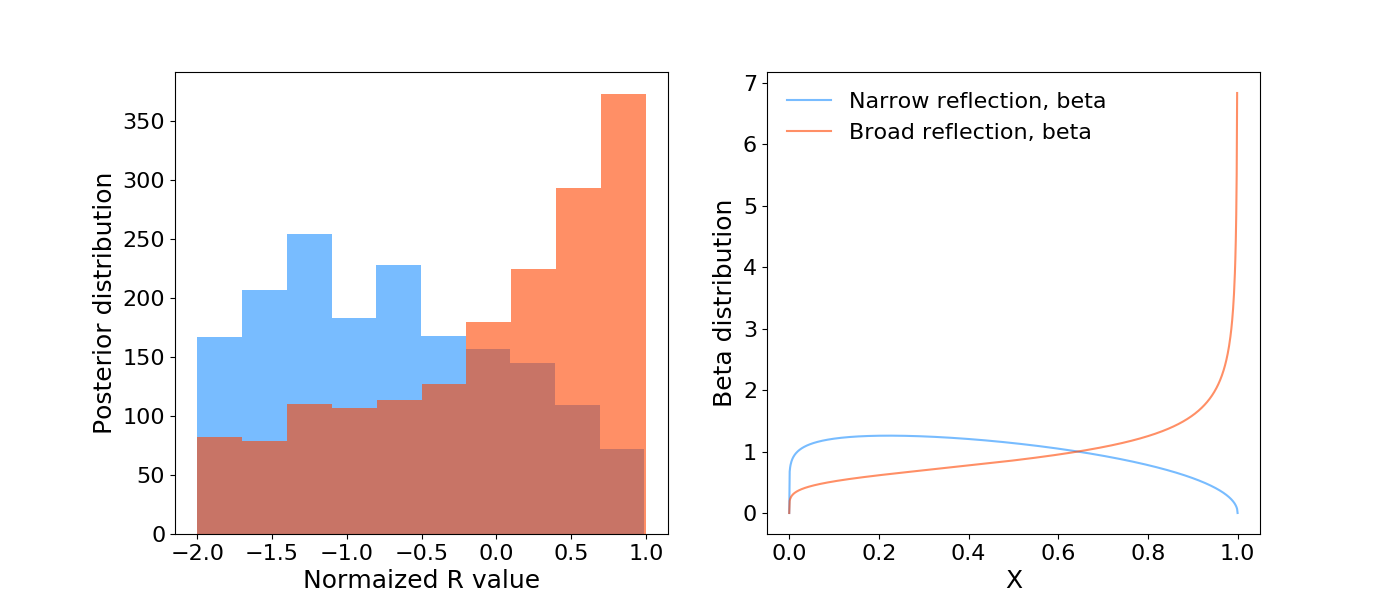 Posterior distribution
350
300
250
200
150
100
50
0
−2.0 −1.5 −1.0 −0.5 0.0 0.5 1.0
Normaized R value
Beta distribution
7
6
5
4
3
2
1
0
Narrow reflection, beta
Broad reflection, beta
0.0 0.2 0.4 0.6 0.8 1.0
X